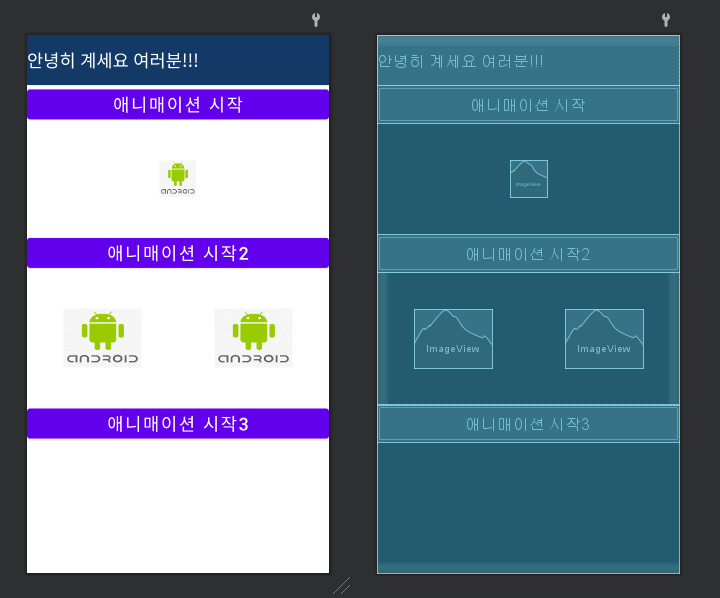 안녕히 계세요 여러분!!!
애니매이션 시작
ANDROID
애니매이션 시작2
ANDROID ANDROID
애니매이션 시작3
안녕히 계세요 여러분!!!
애니매이션 시작
ImageView
애니매이션 시작2
ImageView ImageView
애니매이션 시작3